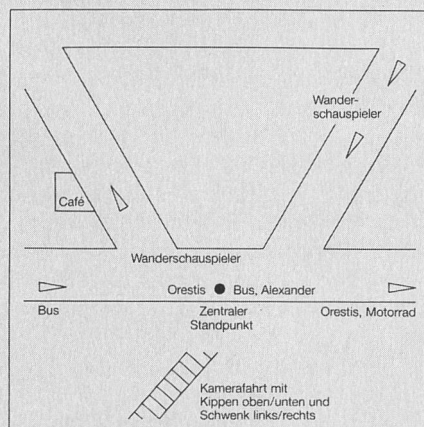 Wander-
schauspieler
Café
Wanderschauspieler
Orestis ● Bus, Alexander
Bus
Zentraler
Standpunkt
Orestis, Motorrad
Kamerafahrt mit
Kippen oben/unten und
Schwenk links/rechts